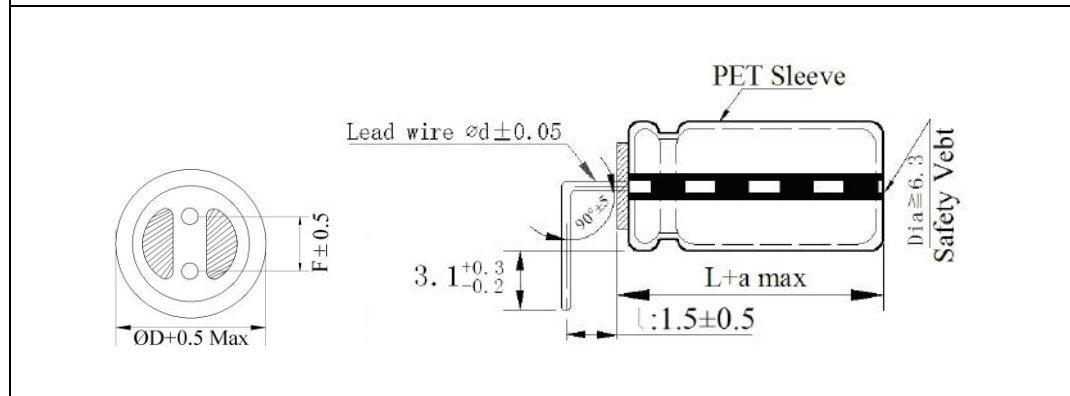 PET Sleeve
Lead wire ød±0.05
90°±5
Dia≧6.3
Safety Vebt
F±0.5
3.1+0.3 -0.2
L+a max
:1.5±0.5
ØD+0.5 Max